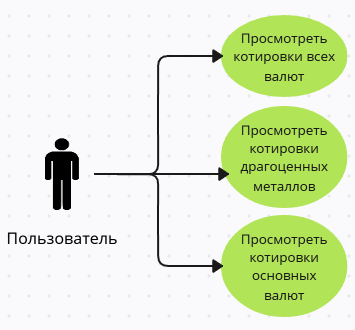 Просмотреть
котировки всех
валют
Просмотреть
котировки
драгоценных
металлов
Пользователь
Просмотреть
котировки
основных
валют